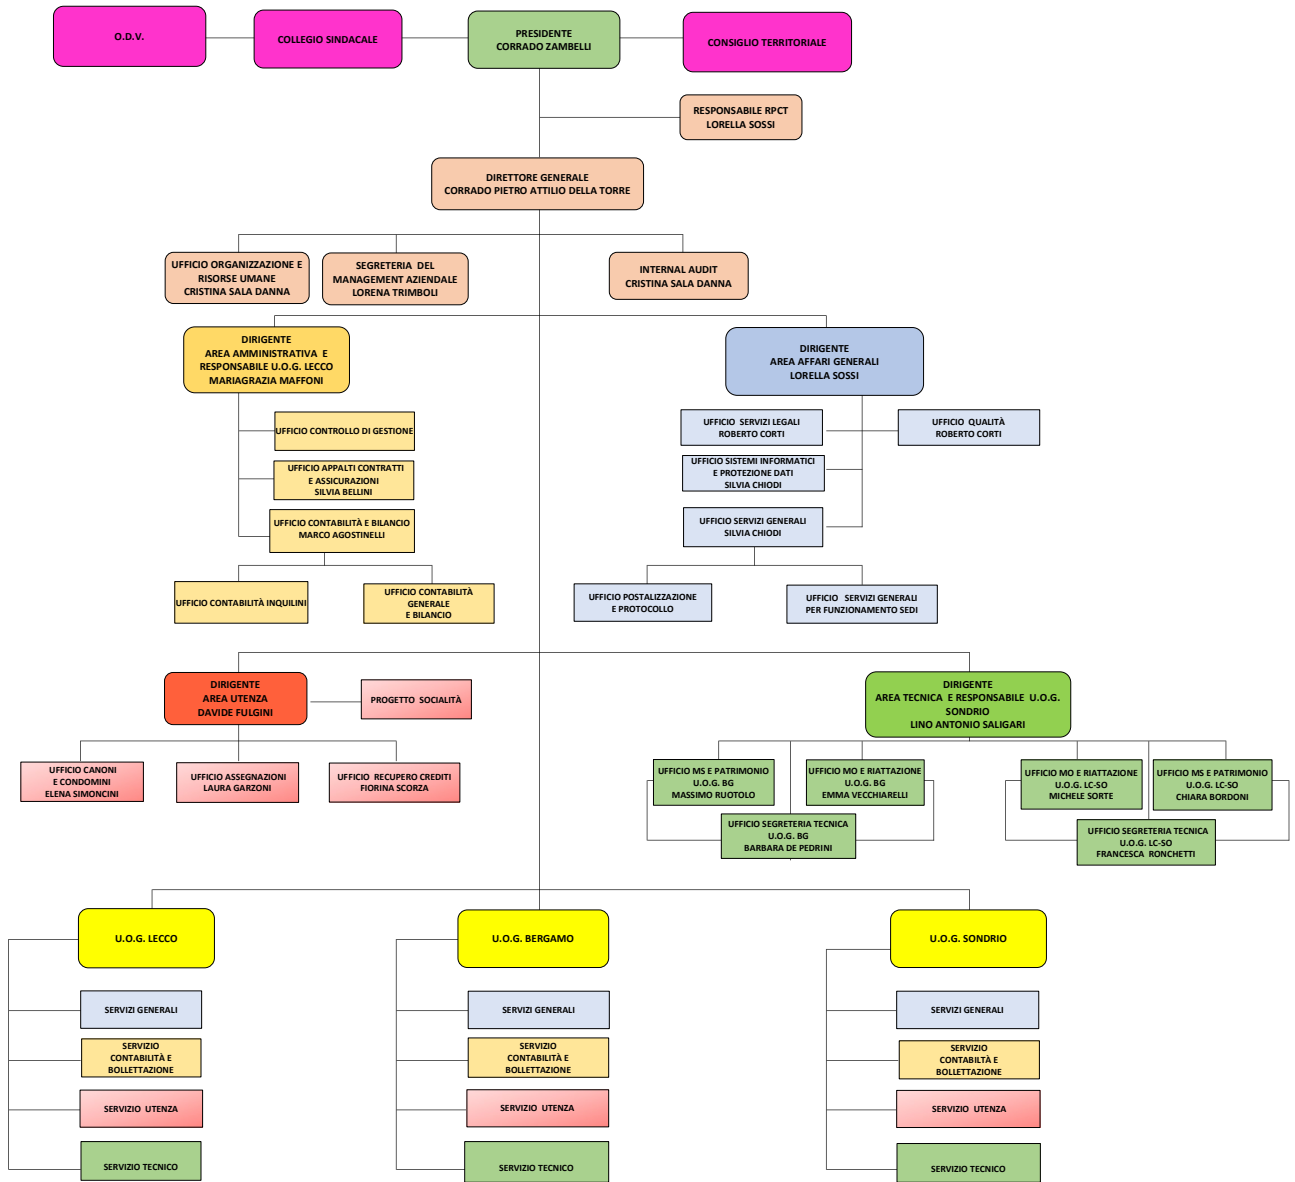 O.D.V.
COLLEGIO SINDACALE
PRESIDENTE
CORRADO ZAMBELLI
CONSIGLIO TERRITORIALE
RESPONSABILE RPCT
LORELLA SOSSI
DIRETTORE GENERALE
CORRADO PIETRO ATTILIO DELLA TORRE
UFFICIO ORGANIZZAZIONE E
RISORSE UMANE
CRISTINA SALA DANNA
SEGRETERIA DEL
MANAGEMENT AZIENDALE
LORENA TRIMBOLI
INTERNAL AUDIT
CRISTINA SALA DANNA
DIRIGENTE
AREA AMMINISTRATIVA E
RESPONSABILE U.O.G. LECCO
MARIAGRAZIA MAFFONI
DIRIGENTE
AREA AFFARI GENERALI
LORELLA SOSSI
UFFICIO CONTROLLO DI GESTIONE
UFFICIO APPALTI CONTRATTI
E ASSICURAZIONI
SILVIA BELLINI
UFFICIO CONTABILITÀ E BILANCIO
MARCO AGOSTINELLI
UFFICIO CONTABILITÀ INQUILINI
UFFICIO CONTABILITÀ
GENERALE
E BILANCIO
UFFICIO SERVIZI LEGALI
ROBERTO CORTI
UFFICIO QUALITÀ
ROBERTO CORTI
UFFICIO SISTEMI INFORMATICI
E PROTEZIONE DATI
SILVIA CHIODI
UFFICIO SERVIZI GENERALI
SILVIA CHIODI
UFFICIO POSTALIZZAZIONE
E PROTOCOLLO
UFFICIO SERVIZI GENERALI
PER FUNZIONAMENTO SEDI
DIRIGENTE
AREA UTENZA
DAVIDE FULGINI
PROGETTO SOCIALITÀ
UFFICIO CANONI
E CONDOMINI
ELENA SIMONCINI
UFFICIO ASSEGNAZIONI
LAURA GARZONI
UFFICIO RECUPERO CREDITI
FIORINA SCORZA
DIRIGENTE
AREA TECNICA E RESPONSABILE U.O.G.
SONDRIO
LINO ANTONIO SALIGARI
UFFICIO MS E PATRIMONIO
U.O.G. BG
MASSIMO RUOTOLO
UFFICIO MO E RIATTAZIONE
U.O.G. BG
EMMA VECCHIARELLI
UFFICIO SEGRETERIA TECNICA
U.O.G. BG
BARBARA DE PEDRINI
UFFICIO MO E RIATTAZIONE
U.O.G. LC-SO
MICHELE SORTE
UFFICIO MS E PATRIMONIO
U.O.G. LC-SO
CHIARA BORDONI
UFFICIO SEGRETERIA TECNICA
U.O.G. LC-SO
FRANCESCA RONCHETTI
U.O.G. LECCO
SERVIZI GENERALI
SERVIZIO
CONTABILITÀ E
BOLLETTAZIONE
SERVIZIO UTENZA
SERVIZIO TECNICO
U.O.G. BERGAMO
SERVIZI GENERALI
SERVIZIO
CONTABILITÀ E
BOLLETTAZIONE
SERVIZIO UTENZA
SERVIZIO TECNICO
U.O.G. SONDRIO
SERVIZI GENERALI
SERVIZIO
CONTABILTÀ E
BOLLETTAZIONE
SERVIZIO UTENZA
SERVIZIO TECNICO